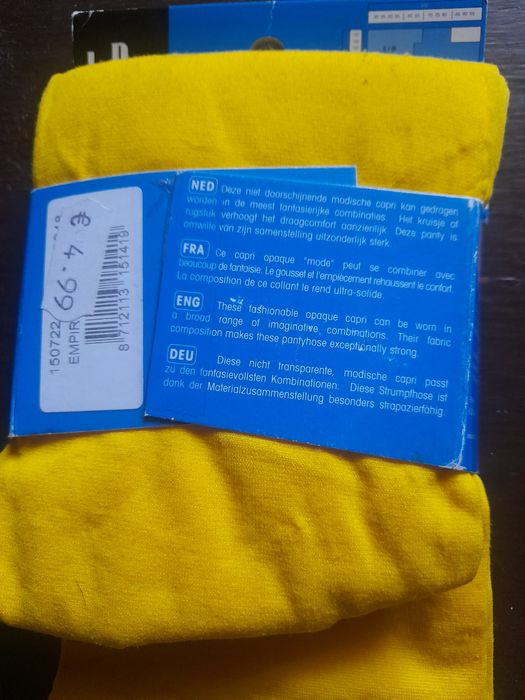 NED Deze niet doorschijnende modische capri kan gedragen
worden in de meest fantasierijke combinaties. Het kruisje of
rugstuk verhoogt het draagcomfort aanzienlijk. Deze panty is
omwille van zijn samenstelling uitzonderlijk sterk.
FRA Ce capri opaque "mode" peut se combiner avec
beaucoup de fantaisie. Le gousset et l'empiècement rehaussent le confort.
La composition de ce collant le rend ultra-solide.
ENG These fashionable opaque capri can be worn in
a broad range of imaginative combinations. Their fabric
composition makes these pantyhose exceptionally strong.
DEU Diese nicht transparente, modische capri passt
zu den fantasievollsten Kombinationen. Diese Strumpfhose ist
dank der Materialzusammenstellung besonders strapazierfähig.
€ 4.99
150722
EMPIR
8 712113 151419